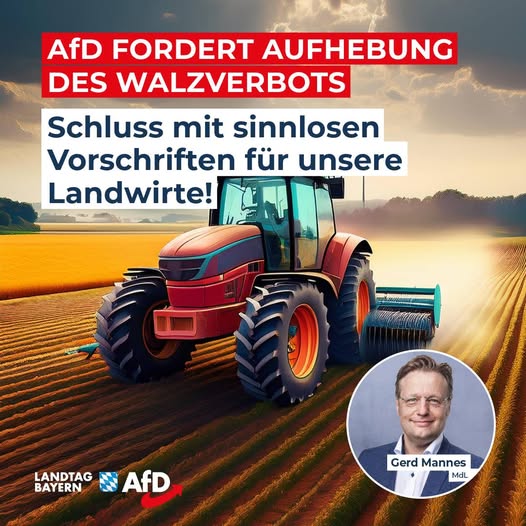 AfD FORDERT AUFHEBUNG
DES WALZVERBOTS
Schluss mit sinnlosen
Vorschriften für unsere
Landwirte!
Gerd Mannes
MdL
LANDTAG
BAYERN
AfD